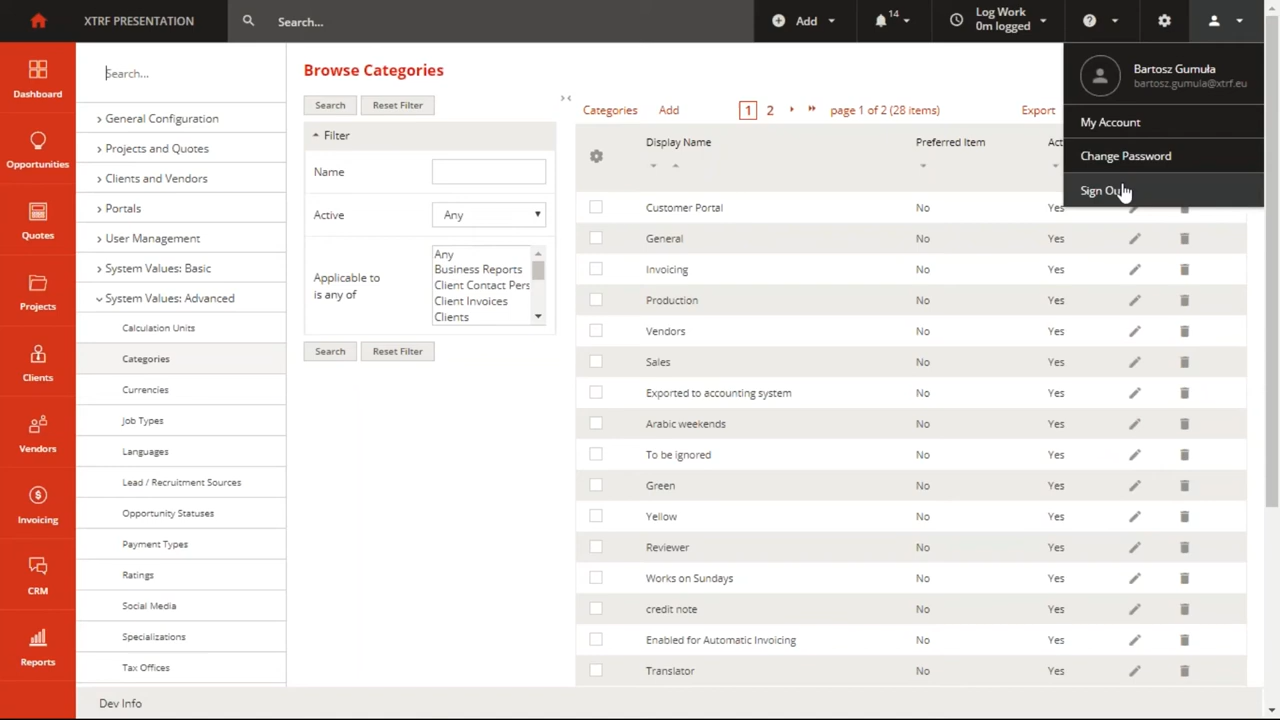 XTRF PRESENTATION
Search...
Add
14
Log Work
0m logged
Bartosz Gumuła
bartosz.gumula@xtrf.eu
My Account
Change Password
Sign Out
Dashboard
Opportunities
Quotes
Projects
Clients
Vendors
Invoicing
CRM
Reports
Search...
General Configuration
Projects and Quotes
Clients and Vendors
Portals
User Management
System Values: Basic
System Values: Advanced
Calculation Units
Categories
Currencies
Job Types
Languages
Lead / Recruitment Sources
Opportunity Statuses
Payment Types
Ratings
Social Media
Specializations
Tax Offices
Browse Categories
Search Reset Filter
Filter
Name
Active Any
Applicable to
is any of
Any
Business Reports
Client Contact Pers
Client Invoices
Clients
Search Reset Filter
Categories Add 1 2 page 1 of 2 (28 items) Export
Display Name Preferred Item Act
Customer Portal No Yes
General No Yes
Invoicing No Yes
Production No Yes
Vendors No Yes
Sales No Yes
Exported to accounting system No Yes
Arabic weekends No Yes
To be ignored No Yes
Green No Yes
Yellow No Yes
Reviewer No Yes
Works on Sundays No Yes
credit note No Yes
Enabled for Automatic Invoicing No Yes
Translator No Yes
Dev Info